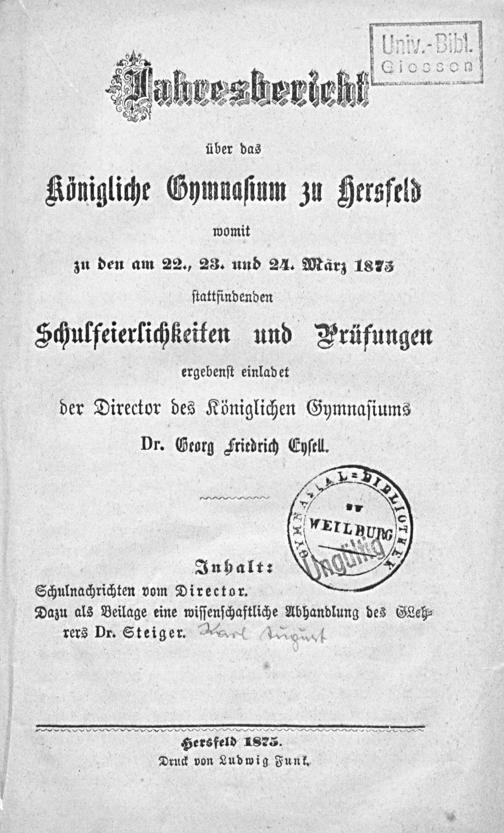 Univ.-Bibl.
Giessen
Jahresbericht
über das
Königliche Gymnasium zu Hersfeld
womit
zu den am 22., 23. und 24. März 1875
stattfindenden
Schulfeierlichkeiten und Prüfungen
ergebenst einladet
der Director des Königlichen Gymnasiums
Dr. Georg Friedrich Eysell.
GYMNASIAL=BIBLIOTHEK
ZU
WEILBURG
Ungültig
Inhalt:
Schulnachrichten vom Director.
Dazu als Beilage eine wissenschaftliche Abhandlung des GLeh-
rers Dr. Steiger. Karl August
Hersfeld 1875.
Druck von Ludwig Funk.